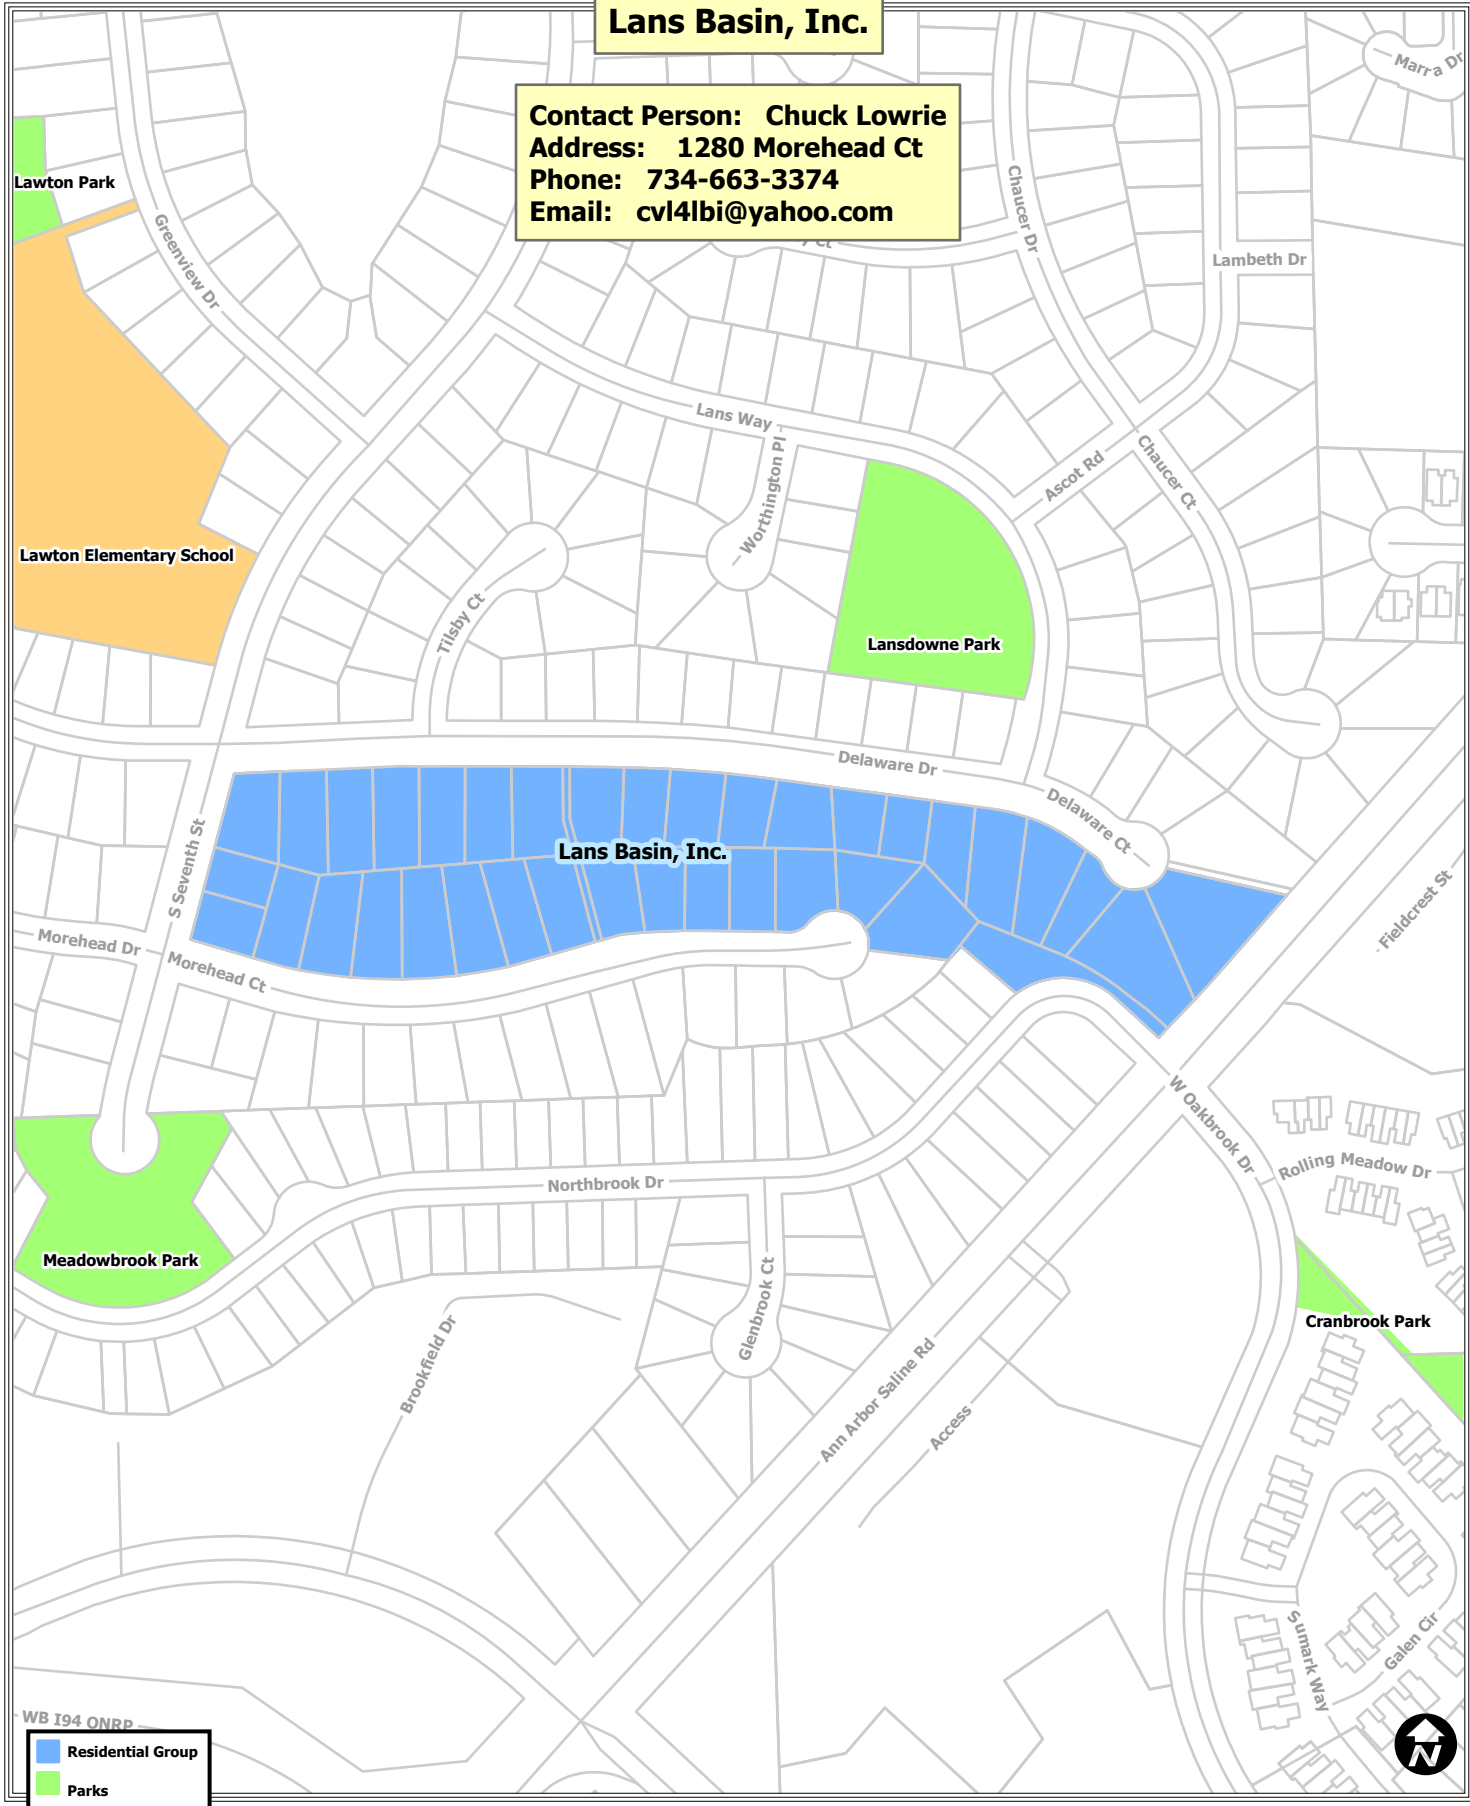 Lans Basin, Inc.
Contact Person: Chuck Lowrie
Address: 1280 Morehead Ct
Phone: 734-663-3374
Email: cvl4lbi@yahoo.com
Marra Dr
Lawton Park
Greenview Dr
Chaucer Dr
Ct
Lambeth Dr
Lans Way
Worthington Pl
Ascot Rd
Chaucer Ct
Lawton Elementary School
Tilsby Ct
Lansdowne Park
Delaware Dr
Delaware Ct
S Seventh St
Lans Basin, Inc.
Fieldcrest St
Morehead Dr
Morehead Ct
W Oakbrook Dr
Rolling Meadow Dr
Northbrook Dr
Meadowbrook Park
Glenbrook Ct
Cranbrook Park
Brookfield Dr
Ann Arbor Saline Rd
Access
Sumark Way
Galen Cir
WB I94 ONRP
Residential Group
Parks
N